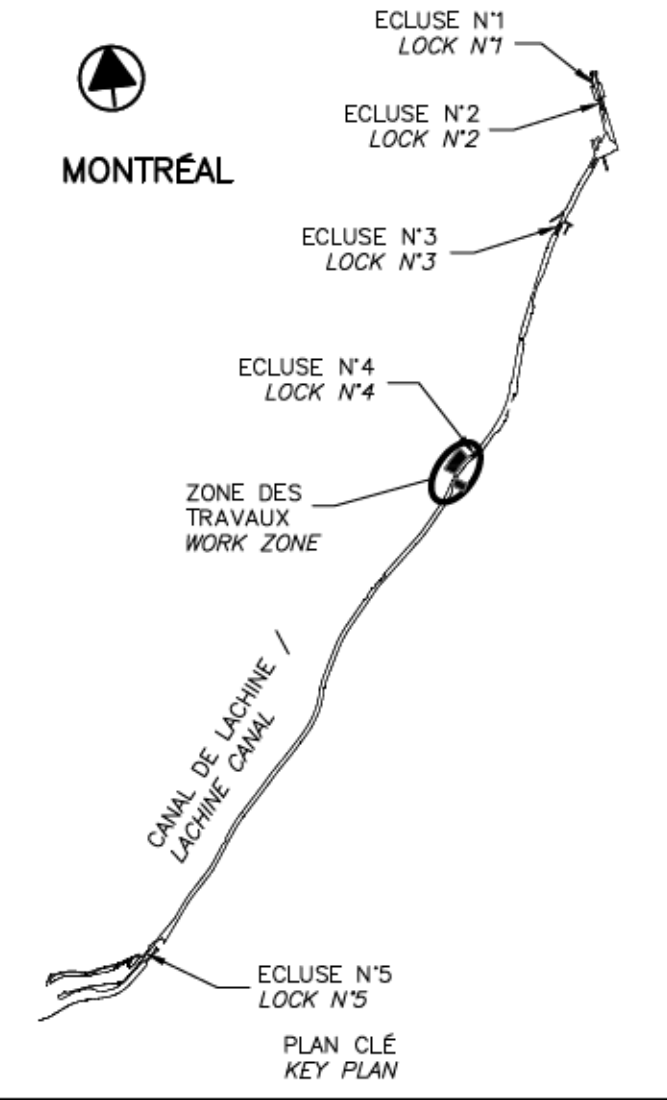 ECLUSE N°1
LOCK N°1
ECLUSE N°2
LOCK N°2
MONTRÉAL
ECLUSE N°3
LOCK N°3
ECLUSE N°4
LOCK N°4
ZONE DES
TRAVAUX
WORK ZONE
CANAL DE LACHINE /
LACHINE CANAL
ECLUSE N°5
LOCK N°5
PLAN CLÉ
KEY PLAN